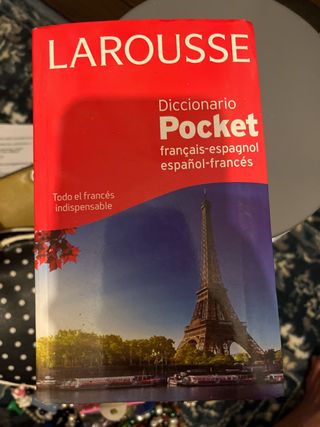 LAROUSSE
Diccionario
Pocket
français-espagnol
español-francés
Todo el francés
indispensable